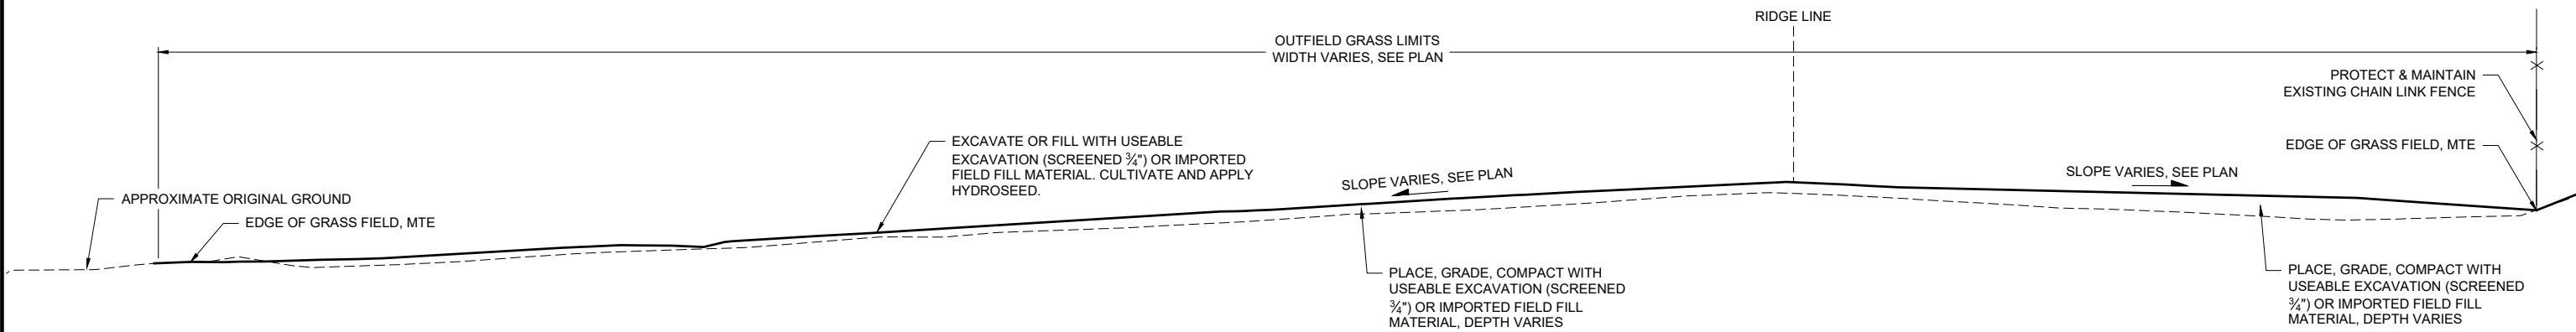 RIDGE LINE
OUTFIELD GRASS LIMITS
WIDTH VARIES, SEE PLAN
PROTECT & MAINTAIN
EXISTING CHAIN LINK FENCE
EXCAVATE OR FILL WITH USEABLE
EXCAVATION (SCREENED ¾") OR IMPORTED
FIELD FILL MATERIAL. CULTIVATE AND APPLY
HYDROSEED.
EDGE OF GRASS FIELD, MTE
SLOPE VARIES, SEE PLAN
SLOPE VARIES, SEE PLAN
APPROXIMATE ORIGINAL GROUND
EDGE OF GRASS FIELD, MTE
PLACE, GRADE, COMPACT WITH
USEABLE EXCAVATION (SCREENED
¾") OR IMPORTED FIELD FILL
MATERIAL, DEPTH VARIES
PLACE, GRADE, COMPACT WITH
USEABLE EXCAVATION (SCREENED
¾") OR IMPORTED FIELD FILL
MATERIAL, DEPTH VARIES